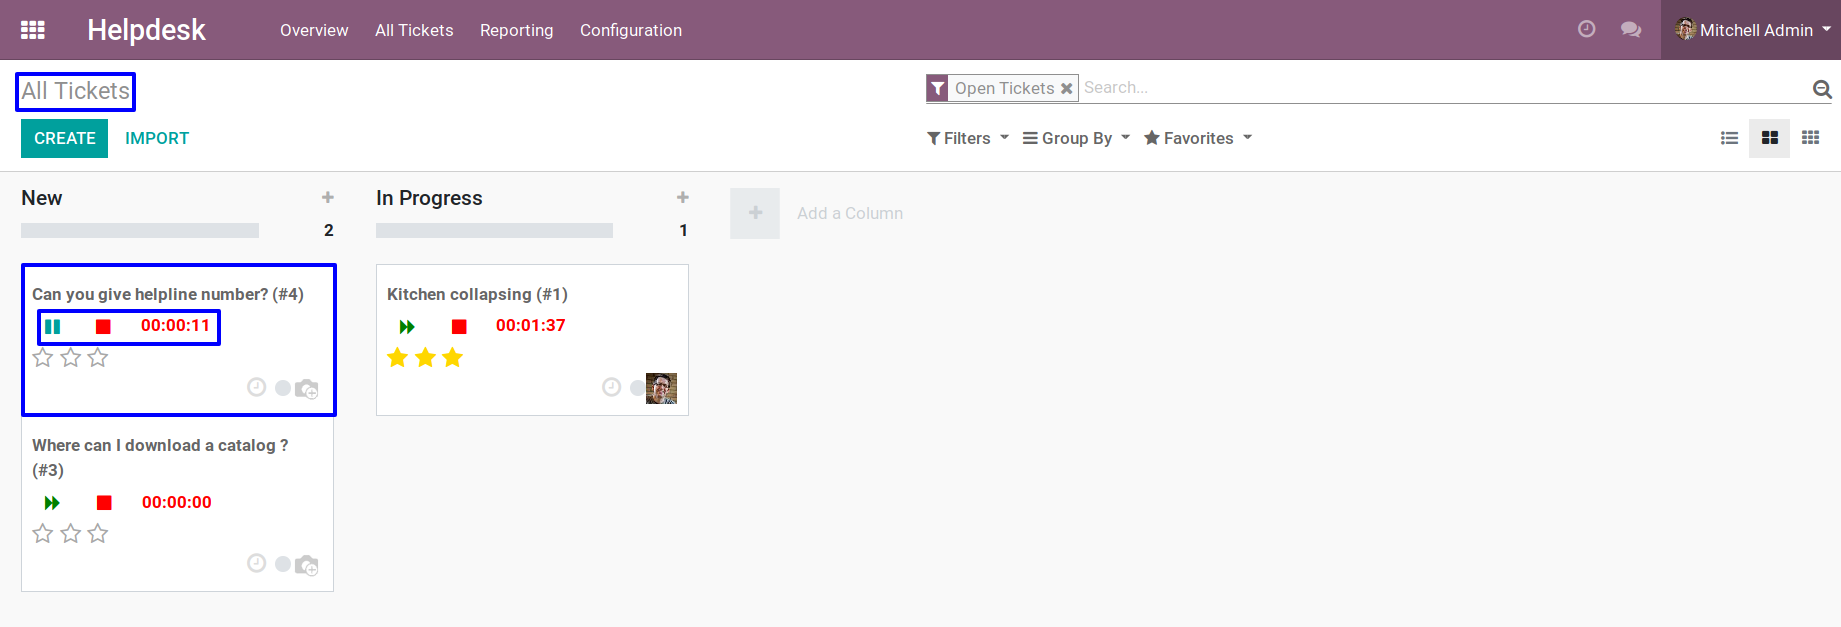 Helpdesk Overview All Tickets Reporting Configuration Mitchell Admin
All Tickets
Open Tickets Search...
CREATE IMPORT
Filters Group By Favorites
New
2
In Progress
1
Add a Column
Can you give helpline number? (#4)
00:00:11
Where can I download a catalog ?
(#3)
00:00:00
Kitchen collapsing (#1)
00:01:37